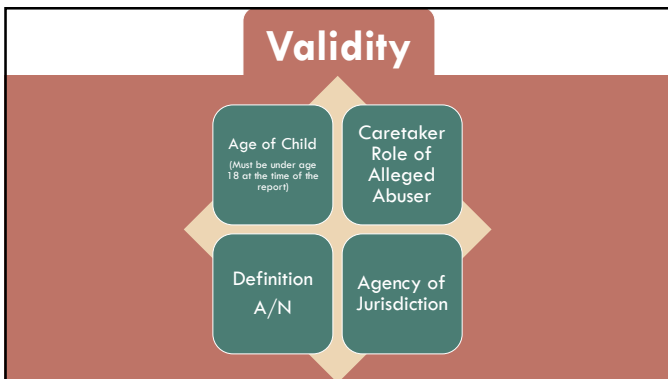 Validity
Age of Child
(Must be under age
18 at the time of the
report)
Caretaker
Role of
Alleged
Abuser
Definition
A/N
Agency of
Jurisdiction